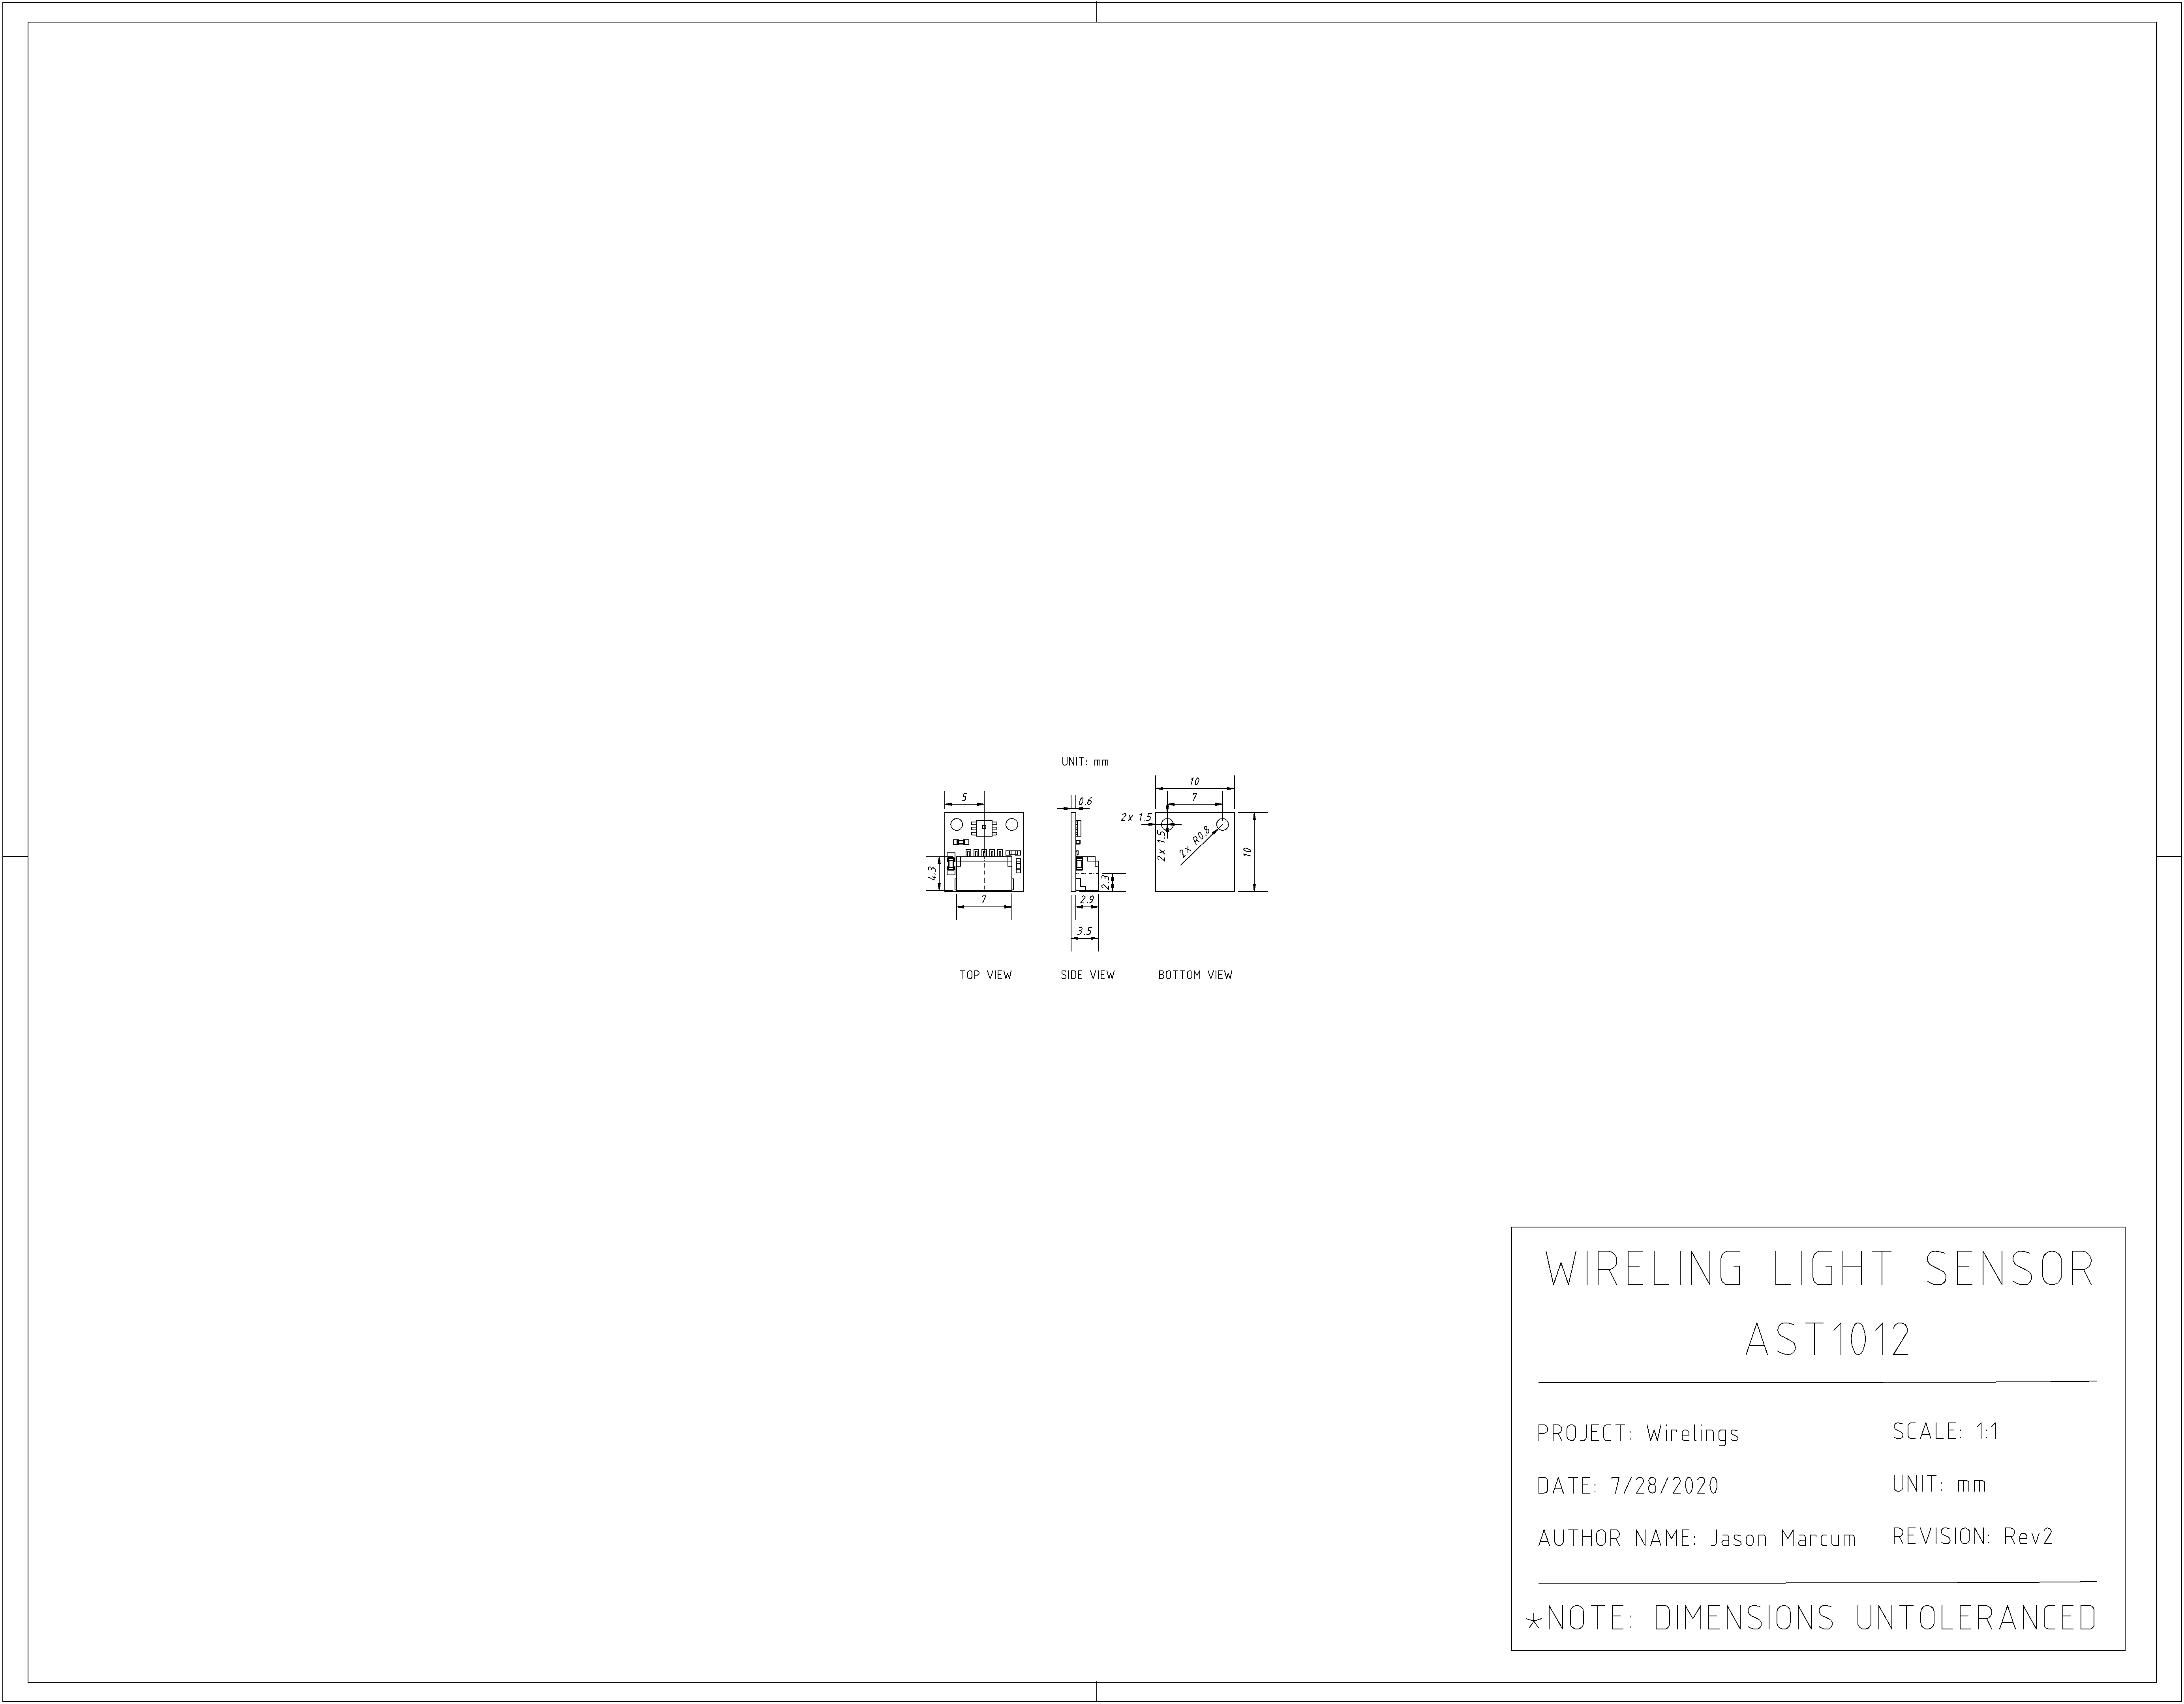 UNIT: mm
10
5
0.6
7
2x 1.5
2x 1.5
2x R0.8
10
4.3
2.3
7
2.9
3.5
TOP VIEW
SIDE VIEW
BOTTOM VIEW
WIRELING LIGHT SENSOR
AST1012
PROJECT: Wirelings
SCALE: 1:1
DATE: 7/28/2020
UNIT: mm
AUTHOR NAME: Jason Marcum
REVISION: Rev2
*NOTE: DIMENSIONS UNTOLERANCED